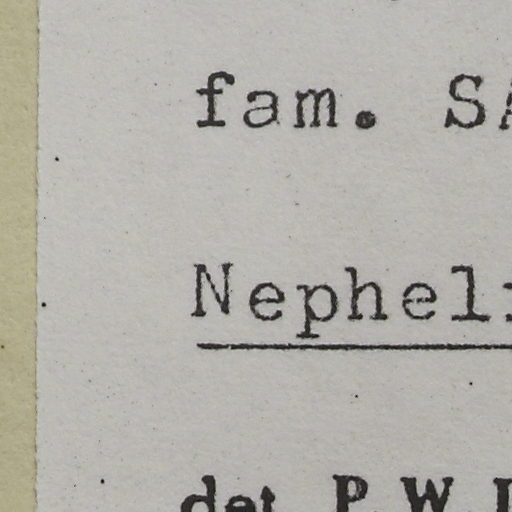 fam. SA
Nephel
det P.W.